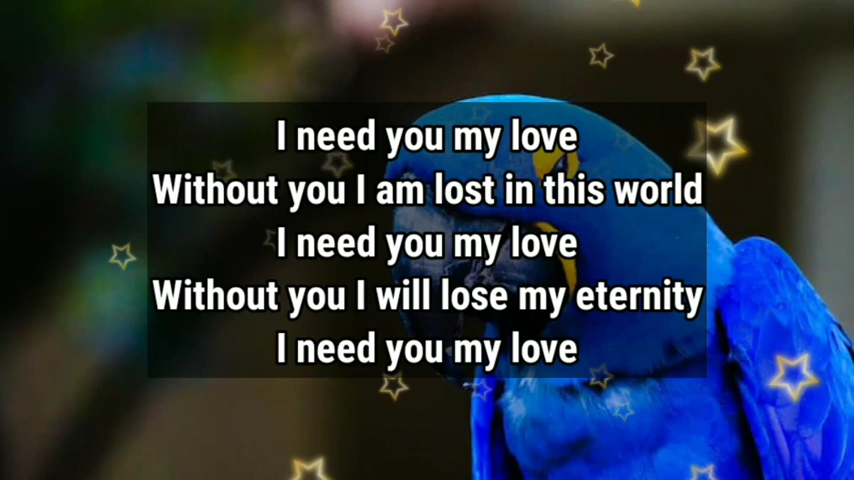 I need you my love
Without you I am lost in this world
I need you my love
Without you I will lose my eternity
I need you my love